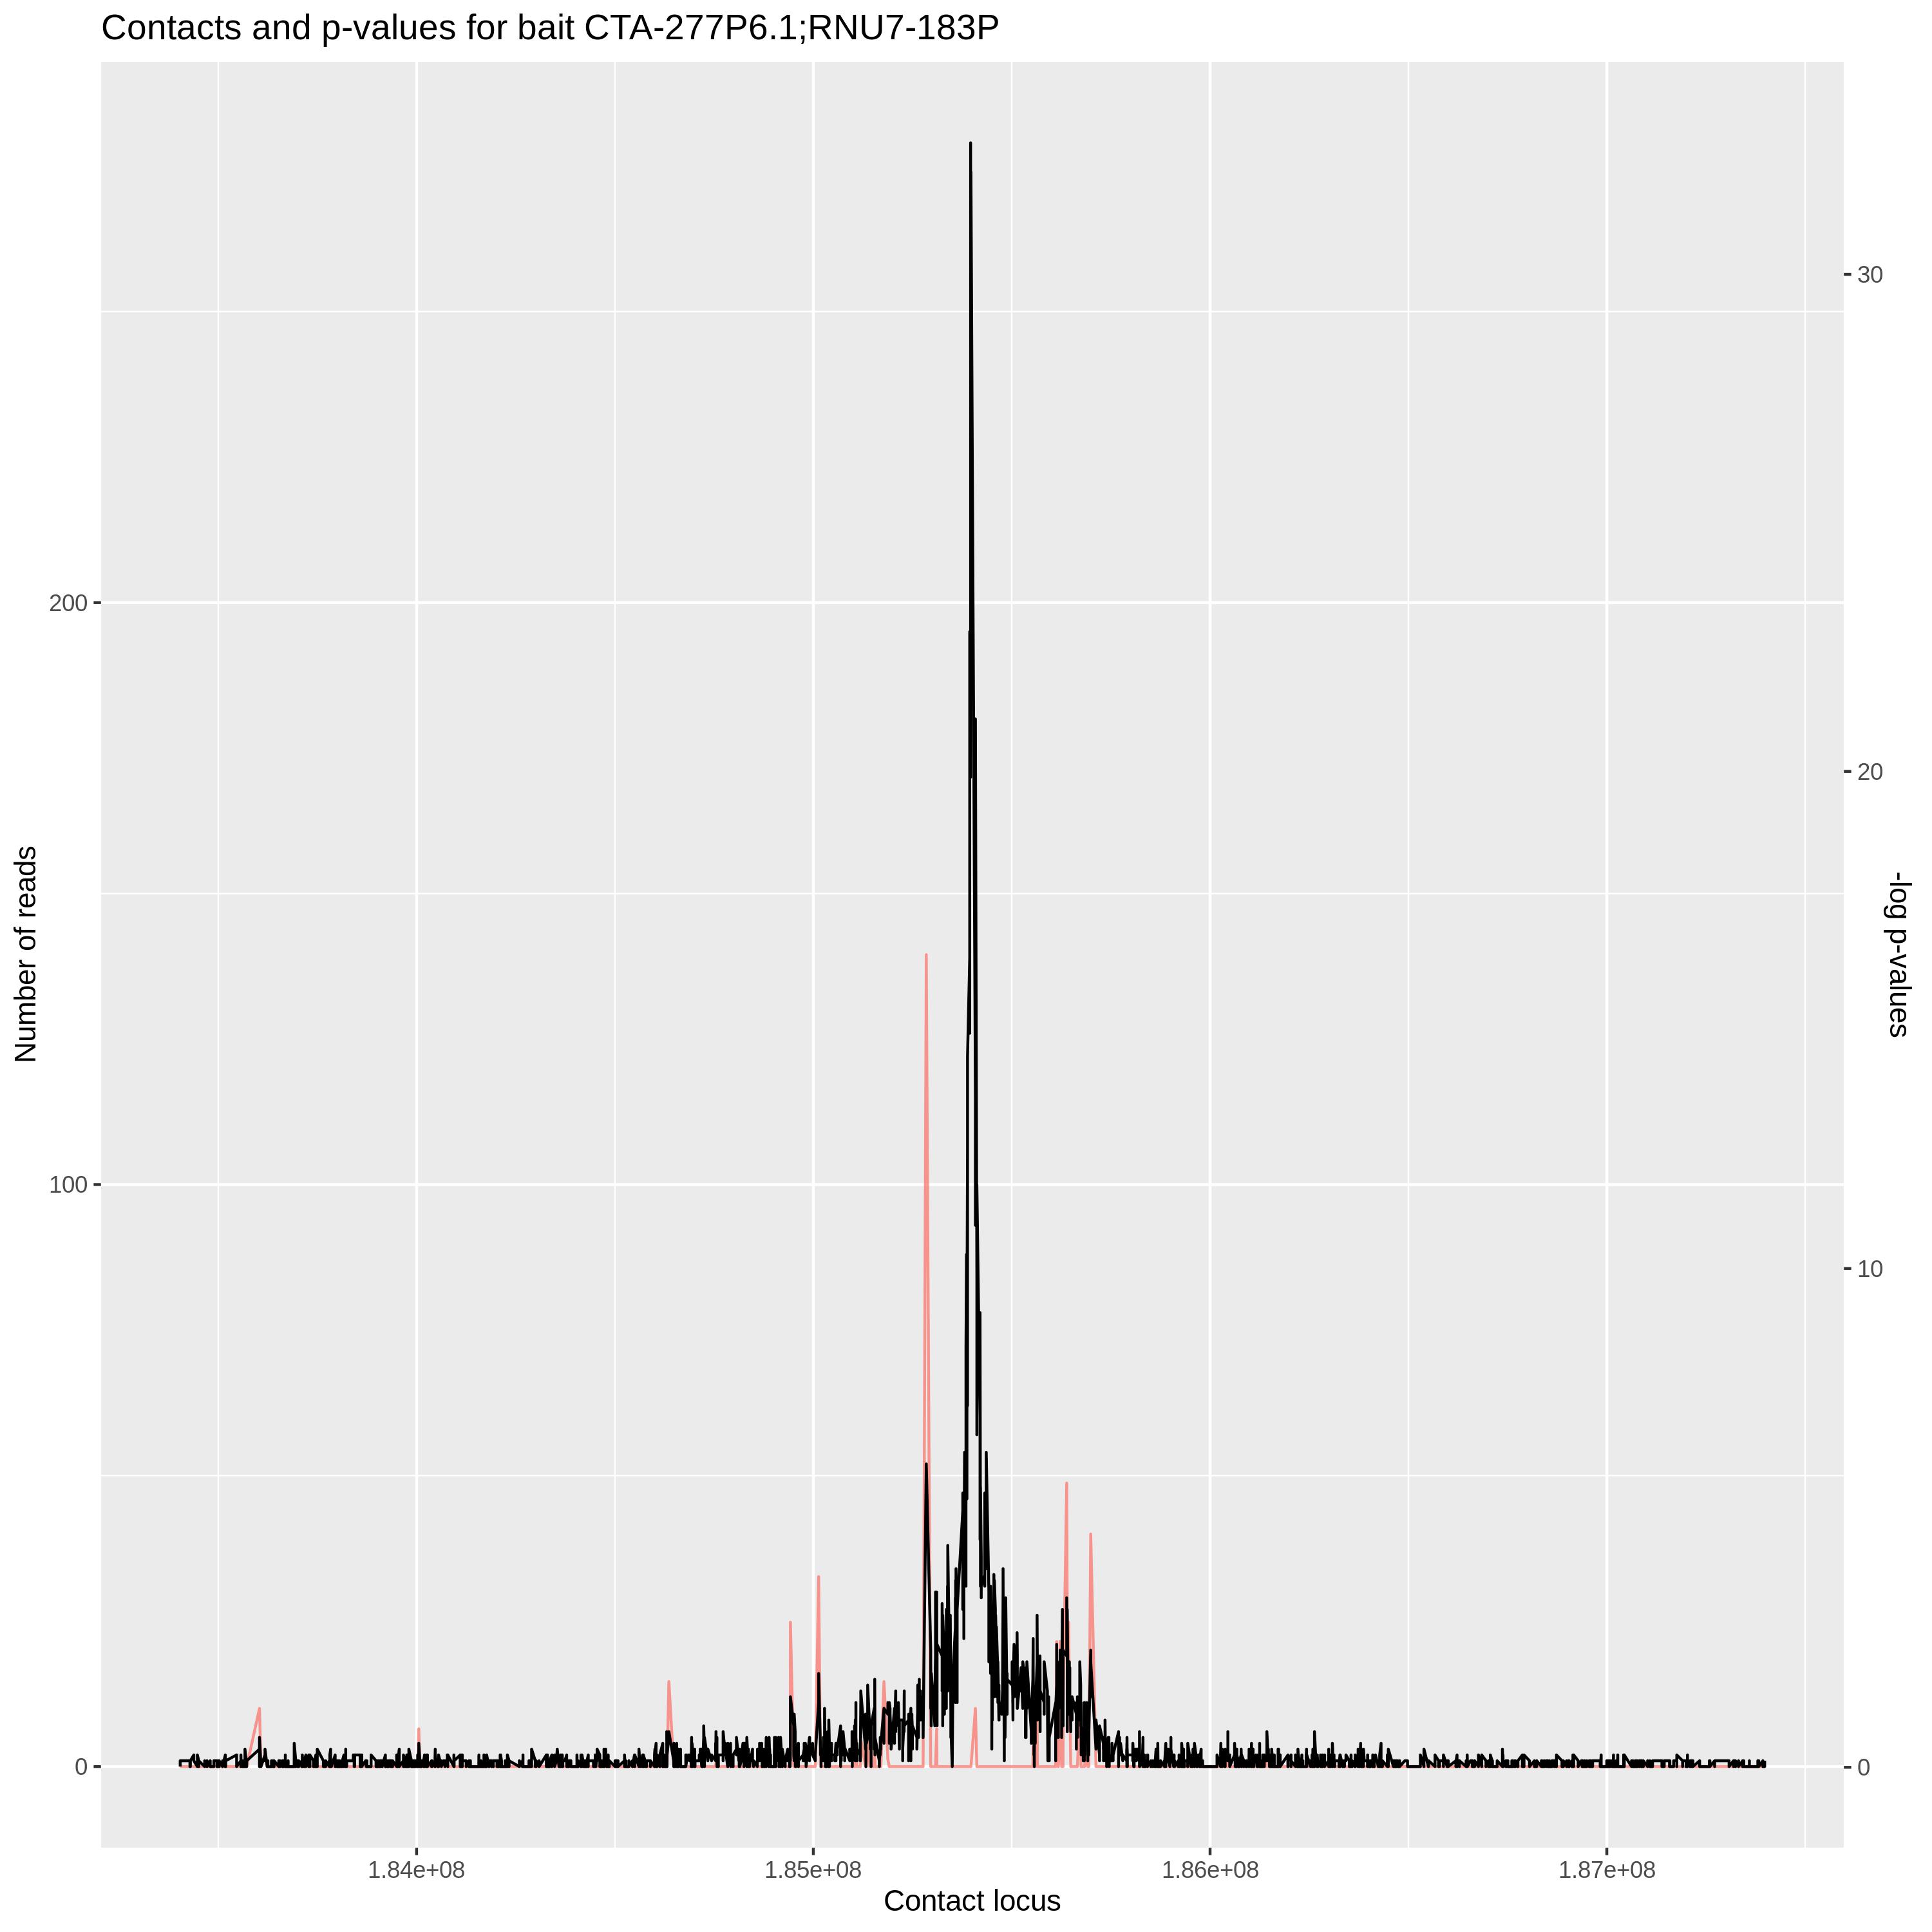 Contacts and p-values for bait CTA-277P6.1;RNU7-183P
30
200
20
Number of reads
-log p-values
100
10
0
0
1.84e+08
1.85e+08
1.86e+08
1.87e+08
Contact locus